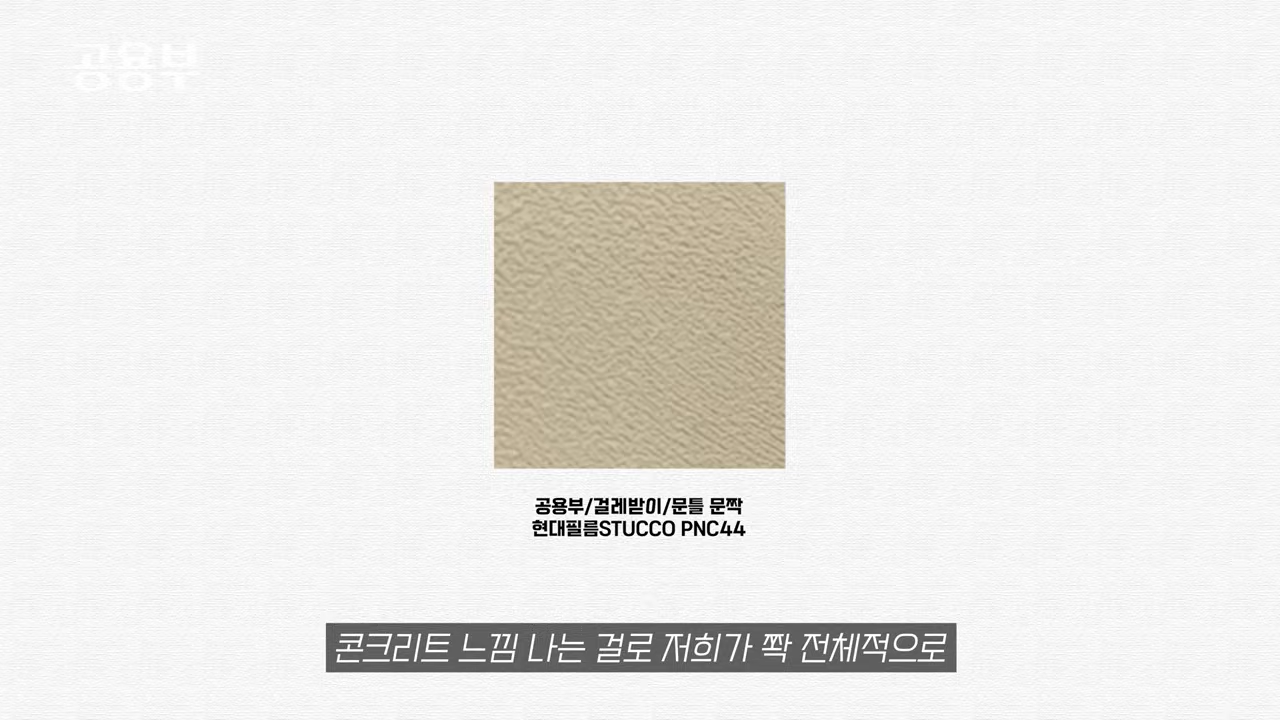 공용부
공용부/걸레받이/문틀 문짝
현대필름STUCCO PNC44
콘크리트 느낌 나는 걸로 저희가 쫙 전체적으로